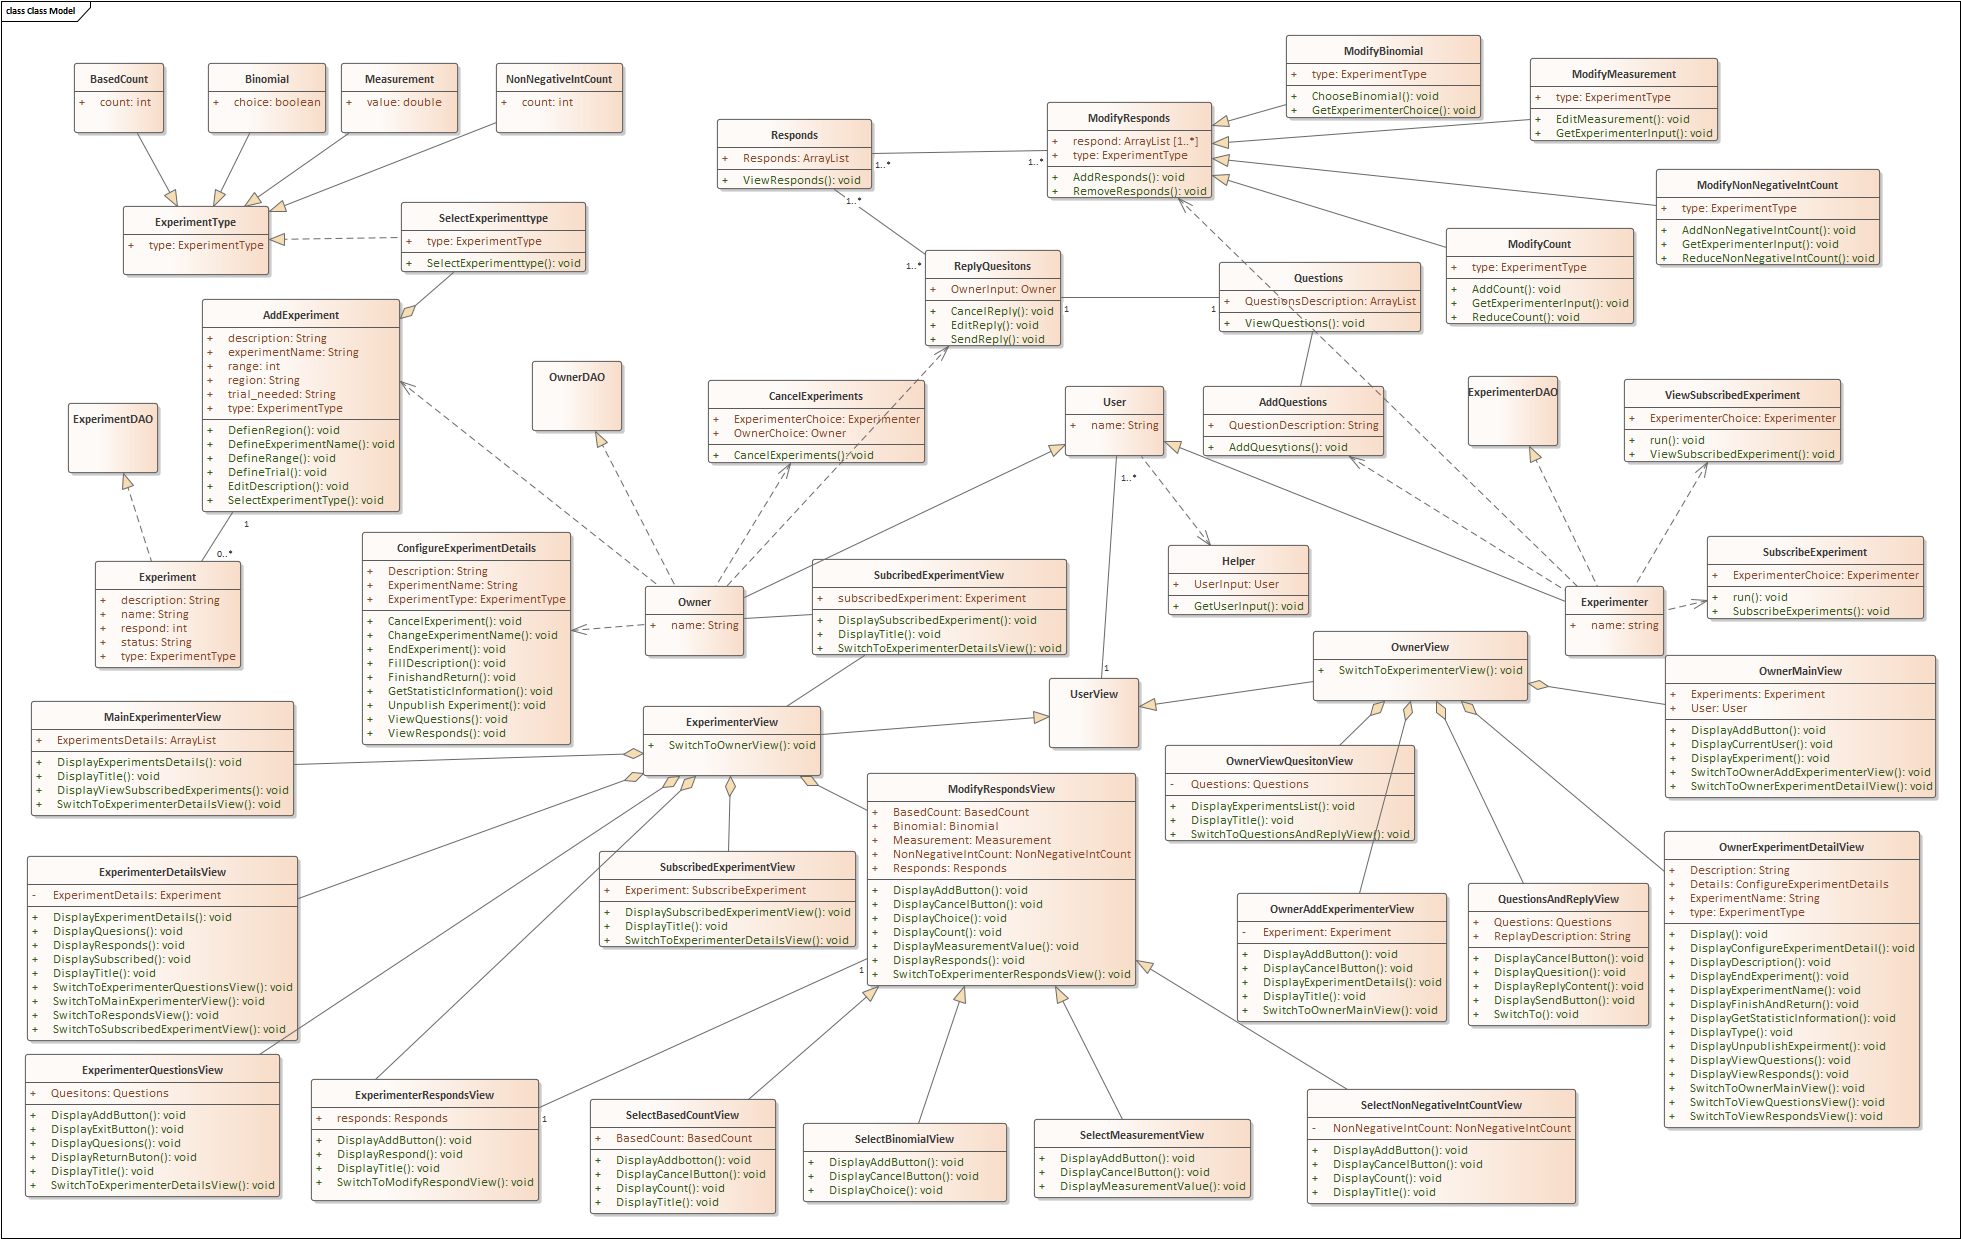 class Class Model
BasedCount
+ count: int
Binomial
+ choice: boolean
Measurement
+ value: double
NonNegativeIntCount
+ count: int
ExperimentType
+ type: ExperimentType
SelectExperimenttype
+ type: ExperimentType
+ SelectExperimenttype(): void
AddExperiment
+ description: String
+ experimentName: String
+ range: int
+ region: String
+ trial_needed: String
+ type: ExperimentType
+ DefienRegion(): void
+ DefineExperimentName(): void
+ DefineRange(): void
+ DefineTrial(): void
+ EditDescription(): void
+ SelectExperimentType(): void
1
0..*
ExperimentDAO
Experiment
+ description: String
+ name: String
+ respond: int
+ status: String
+ type: ExperimentType
OwnerDAO
Responds
+ Responds: ArrayList
+ ViewResponds(): void
1..*
1..*
1..*
1..*
ModifyResponds
+ respond: ArrayList [1..*]
+ type: ExperimentType
+ AddResponds(): void
+ RemoveResponds(): void
ModifyBinomial
+ type: ExperimentType
+ ChooseBinomial(): void
+ GetExperimenterChoice(): void
ModifyMeasurement
+ type: ExperimentType
+ EditMeasurement(): void
+ GetExperimenterInput(): void
ModifyNonNegativeIntCount
+ type: ExperimentType
+ AddNonNegativeIntCount(): void
+ GetExperimenterInput(): void
+ ReduceNonNegativeIntCount(): void
ModifyCount
+ type: ExperimentType
+ AddCount(): void
+ GetExperimenterInput(): void
+ ReduceCount(): void
ReplyQuesitons
+ OwnerInput: Owner
+ CancelReply(): void
+ EditReply(): void
+ SendReply(): void
1
1
Questions
+ QuestionsDescription: ArrayList
+ ViewQuestions(): void
CancelExperiments
+ ExperimenterChoice: Experimenter
+ OwnerChoice: Owner
+ CancelExperiments(): void
User
+ name: String
1..*
AddQuestions
+ QuestionDescription: String
+ AddQuesytions(): void
ExperimenterDAO
ViewSubscribedExperiment
+ ExperimenterChoice: Experimenter
+ run(): void
+ ViewSubscribedExperiment(): void
ConfigureExperimentDetails
+ Description: String
+ ExperimentName: String
+ ExperimentType: ExperimentType
+ CancelExperiment(): void
+ ChangeExperimentName(): void
+ EndExperiment(): void
+ FillDescription(): void
+ FinishandReturn(): void
+ GetStatisticInformation(): void
+ Unpublish Experiment(): void
+ ViewQuestions(): void
+ ViewResponds(): void
Owner
+ name: String
SubcribedExperimentView
+ subscribedExperiment: Experiment
+ DisplaySubscribedExperiment(): void
+ DisplayTitle(): void
+ SwitchToExperimenterDetailsView(): void
Helper
+ UserInput: User
+ GetUserInput(): void
Experimenter
+ name: string
SubscribeExperiment
+ ExperimenterChoice: Experimenter
+ run(): void
+ SubscribeExperiments(): void
1
UserView
OwnerView
+ SwitchToExperimenterView(): void
OwnerMainView
+ Experiments: Experiment
+ User: User
+ DisplayAddButton(): void
+ DisplayCurrentUser(): void
+ DisplayExperiment(): void
+ SwitchToOwnerAddExperimenterView(): void
+ SwitchToOwnerExperimentDetailView(): void
MainExperimenterView
+ ExperimentsDetails: ArrayList
+ DisplayExperimentsDetails(): void
+ DisplayTitle(): void
+ DisplayViewSubscribedExperiments(): void
+ SwitchToExperimenterDetailsView(): void
ExperimenterView
+ SwitchToOwnerView(): void
OwnerViewQuesitonView
- Questions: Questions
+ DisplayExperimentsList(): void
+ DisplayTitle(): void
+ SwitchToQuestionsAndReplyView(): void
ModifyRespondsView
+ BasedCount: BasedCount
+ Binomial: Binomial
+ Measurement: Measurement
+ NonNegativeIntCount: NonNegativeIntCount
+ Responds: Responds
+ DisplayAddButton(): void
+ DisplayCancelButton(): void
+ DisplayChoice(): void
+ DisplayCount(): void
+ DisplayMeasurementValue(): void
+ DisplayResponds(): void
+ SwitchToExperimenterRespondsView(): void
1
ExperimenterDetailsView
- ExperimentDetails: Experiment
+ DisplayExperimentDetails(): void
+ DisplayQuesions(): void
+ DisplayResponds(): void
+ DisplaySubscribed(): void
+ DisplayTitle(): void
+ SwitchToExperimenterQuestionsView(): void
+ SwitchToMainExperimenterView(): void
+ SwitchToRespondsView(): void
+ SwitchToSubscribedExperimentView(): void
SubscribedExperimentView
+ Experiment: SubscribeExperiment
+ DisplaySubscribedExperimentView(): void
+ DisplayTitle(): void
+ SwitchToExperimenterDetailsView(): void
OwnerAddExperimenterView
- Experiment: Experiment
+ DisplayAddButton(): void
+ DisplayCancelButton(): void
+ DisplayExperimentDetails(): void
+ DisplayTitle(): void
+ SwitchToOwnerMainView(): void
QuestionsAndReplyView
+ Questions: Questions
+ ReplayDescription: String
+ DisplayCancelButton(): void
+ DisplayQuesition(): void
+ DisplayReplyContent(): void
+ DisplaySendButton(): void
+ SwitchTo(): void
OwnerExperimentDetailView
+ Description: String
+ Details: ConfigureExperimentDetails
+ ExperimentName: String
+ type: ExperimentType
+ Display(): void
+ DisplayConfigureExperimentDetail(): void
+ DisplayDescription(): void
+ DisplayEndExperiment(): void
+ DisplayExperimentName(): void
+ DisplayFinishAndReturn(): void
+ DisplayGetStatisticInformation(): void
+ DisplayType(): void
+ DisplayUnpublishExpeirment(): void
+ DisplayViewQuestions(): void
+ DisplayViewResponds(): void
+ SwitchToOwnerMainView(): void
+ SwitchToViewQuestionsView(): void
+ SwitchToViewRespondsView(): void
ExperimenterQuestionsView
+ Quesitons: Questions
+ DisplayAddButton(): void
+ DisplayExitButton(): void
+ DisplayQuesions(): void
+ DisplayReturnButon(): void
+ DisplayTitle(): void
+ SwitchToExperimenterDetailsView(): void
ExperimenterRespondsView
+ responds: Responds
+ DisplayAddButton(): void
+ DisplayRespond(): void
+ DisplayTitle(): void
+ SwitchToModifyRespondView(): void
1
SelectBasedCountView
+ BasedCount: BasedCount
+ DisplayAddbotton(): void
+ DisplayCancelButton(): void
+ DisplayCount(): void
+ DisplayTitle(): void
SelectBinomialView
+ DisplayAddButton(): void
+ DisplayCancelButton(): void
+ DisplayChoice(): void
SelectMeasurementView
+ DisplayAddButton(): void
+ DisplayCancelButton(): void
+ DisplayMeasurementValue(): void
SelectNonNegativeIntCountView
- NonNegativeIntCount: NonNegativeIntCount
+ DisplayAddButton(): void
+ DisplayCancelButton(): void
+ DisplayCount(): void
+ DisplayTitle(): void